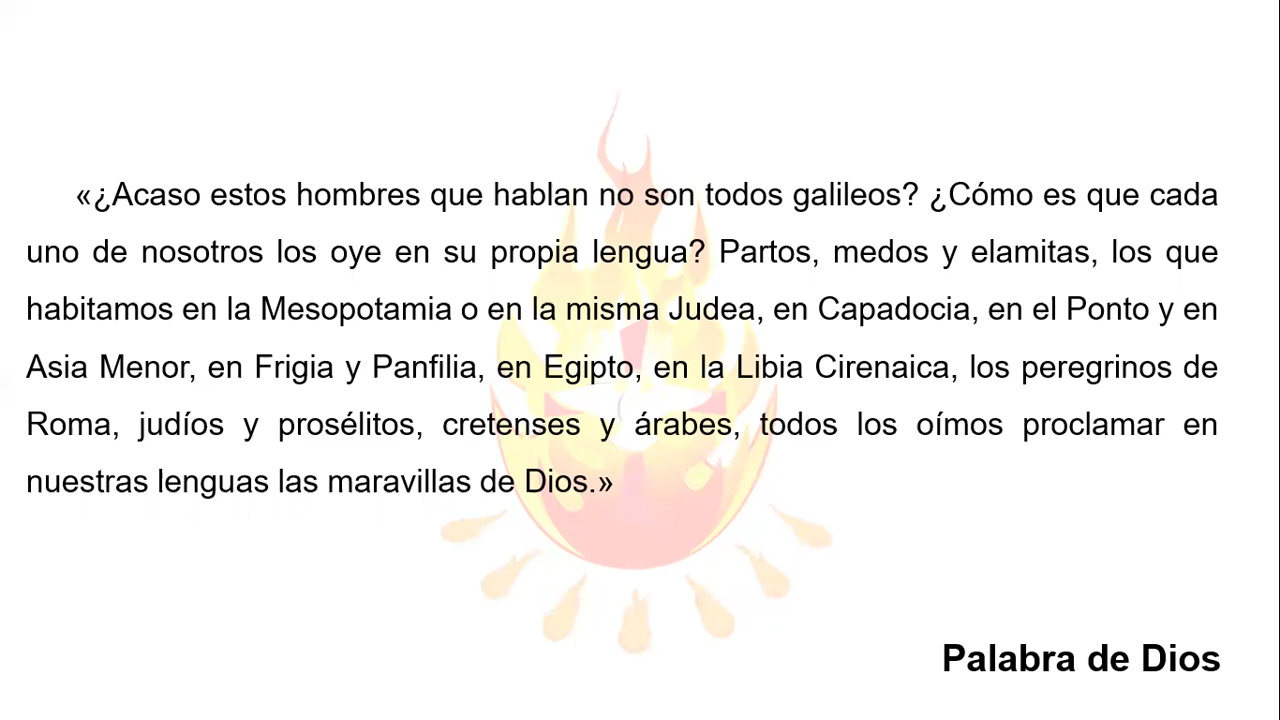 «¿Acaso estos hombres que hablan no son todos galileos? ¿Cómo es que cada
uno de nosotros los oye en su propia lengua? Partos, medos y elamitas, los que
habitamos en la Mesopotamia o en la misma Judea, en Capadocia, en el Ponto y en
Asia Menor, en Frigia y Panfilia, en Egipto, en la Libia Cirenaica, los peregrinos de
Roma, judíos y prosélitos, cretenses y árabes, todos los oímos proclamar en
nuestras lenguas las maravillas de Dios.»
Palabra de Dios